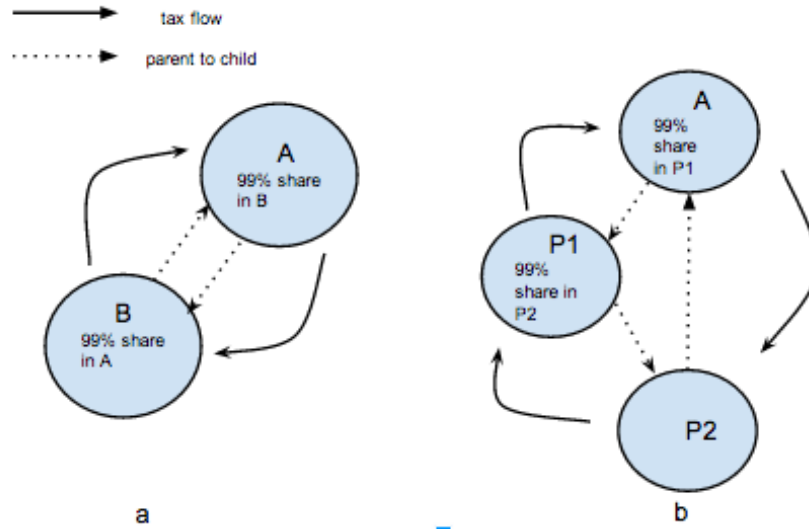 tax flow
parent to child
A
99% share
in B
B
99% share
in A
a
A
99%
share
in P1
P1
99%
share in
P2
P2
b